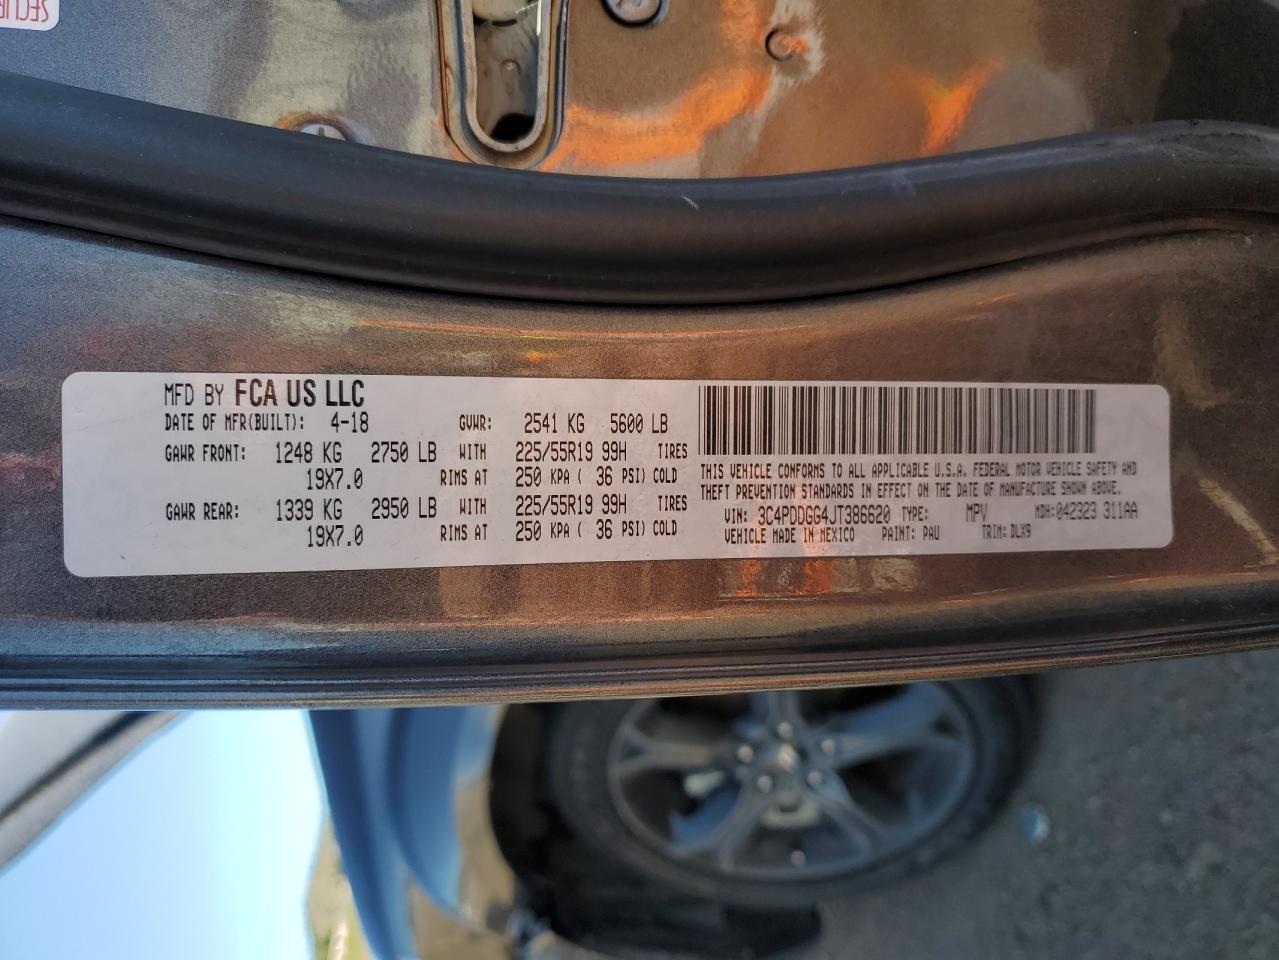 SECU
MFD BY FCA US LLC
DATE OF MFR(BUILT): 4-18 GVWR: 2541 KG 5600 LB
GAWR FRONT: 1248 KG 2750 LB WITH 225/55R19 99H TIRES
19X7.0 RIMS AT 250 KPA ( 36 PSI) COLD
GAWR REAR: 1339 KG 2950 LB WITH 225/55R19 99H TIRES
19X7.0 RIMS AT 250 KPA ( 36 PSI) COLD
THIS VEHICLE CONFORMS TO ALL APPLICABLE U.S.A. FEDERAL MOTOR VEHICLE SAFETY AND
THEFT PREVENTION STANDARDS IN EFFECT ON THE DATE OF MANUFACTURE SHOWN ABOVE.
VIN: 3C4PDDGG4JT386620 TYPE: MPV MDH: 042323 311AA
VEHICLE MADE IN MEXICO PAINT: PAU TRIM: DLX9